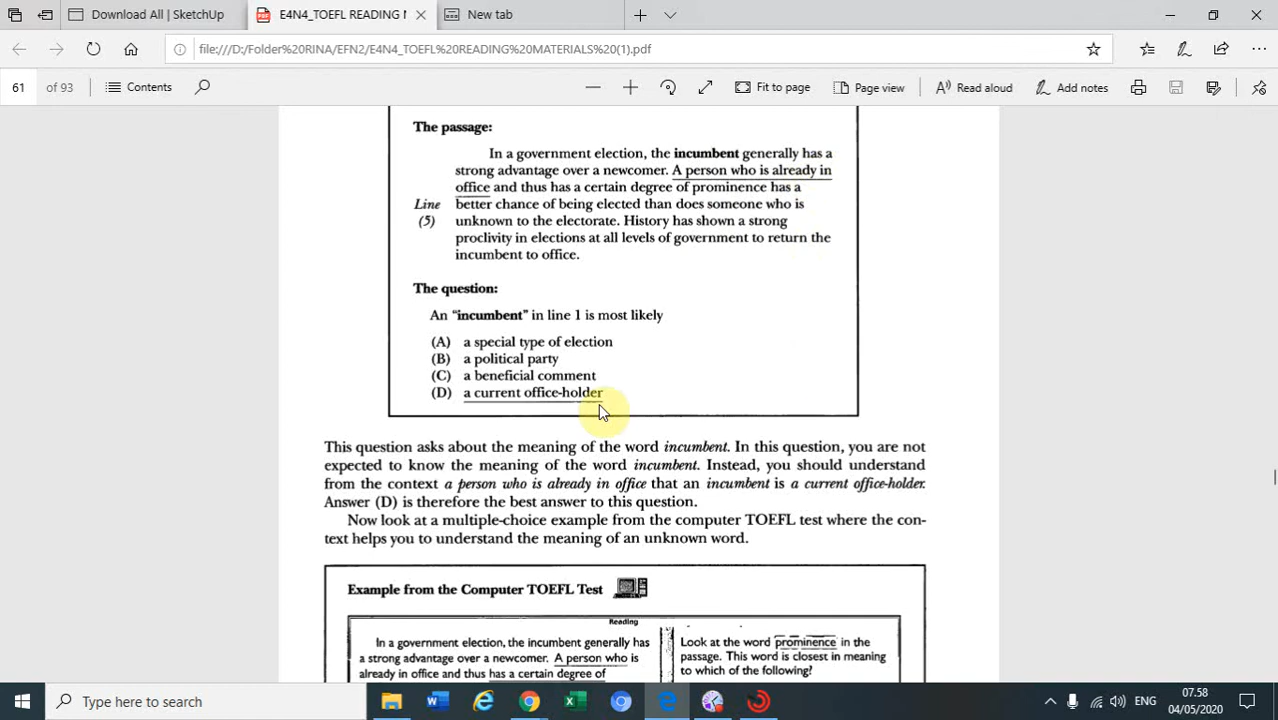 Download All | SketchUp
E4N4_TOEFL READING M
New tab
file:///D:/Folder%20RINA/EFN2/E4N4_TOEFL%20READING%20MATERIALS%20(1).pdf
61 of 93
Contents
Fit to page
Page view
Read aloud
Add notes
The passage:
In a government election, the incumbent generally has a
strong advantage over a newcomer. A person who is already in
office and thus has a certain degree of prominence has a
Line better chance of being elected than does someone who is
(5) unknown to the electorate. History has shown a strong
proclivity in elections at all levels of government to return the
incumbent to office.
The question:
An "incumbent" in line 1 is most likely
(A) a special type of election
(B) a political party
(C) a beneficial comment
(D) a current office-holder
This question asks about the meaning of the word incumbent. In this question, you are not
expected to know the meaning of the word incumbent. Instead, you should understand
from the context a person who is already in office that an incumbent is a current office-holder.
Answer (D) is therefore the best answer to this question.
Now look at a multiple-choice example from the computer TOEFL test where the con-
text helps you to understand the meaning of an unknown word.
Example from the Computer TOEFL Test
Reading
In a government election, the incumbent generally has
a strong advantage over a newcomer. A person who is
already in office and thus has a certain degree of
Look at the word prominence in the
passage. This word is closest in meaning
to which of the following?
Type here to search
ENG
07.58
04/05/2020